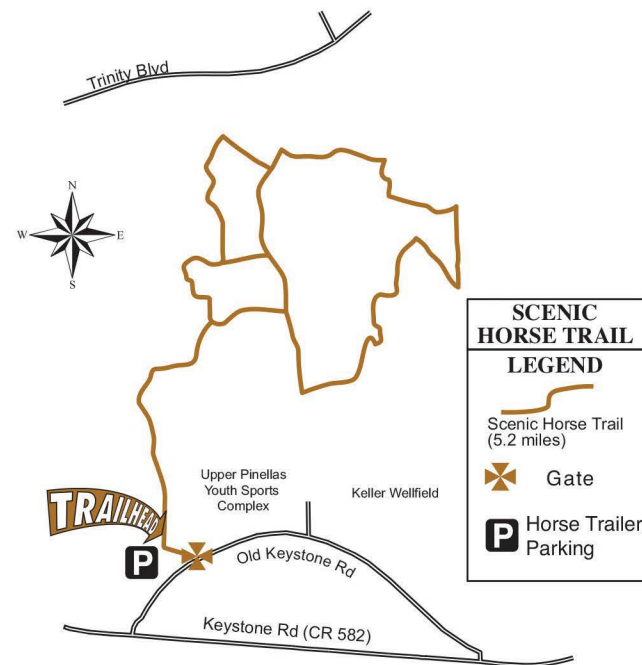 Trinity Blvd
N
W
E
S
SCENIC
HORSE TRAIL
LEGEND
Scenic Horse Trail
(5.2 miles)
Gate
P
Horse Trailer
Parking
Upper Pinellas
Youth Sports
Complex
Keller Wellfield
TRAILHEAD
P
Old Keystone Rd
Keystone Rd (CR 582)